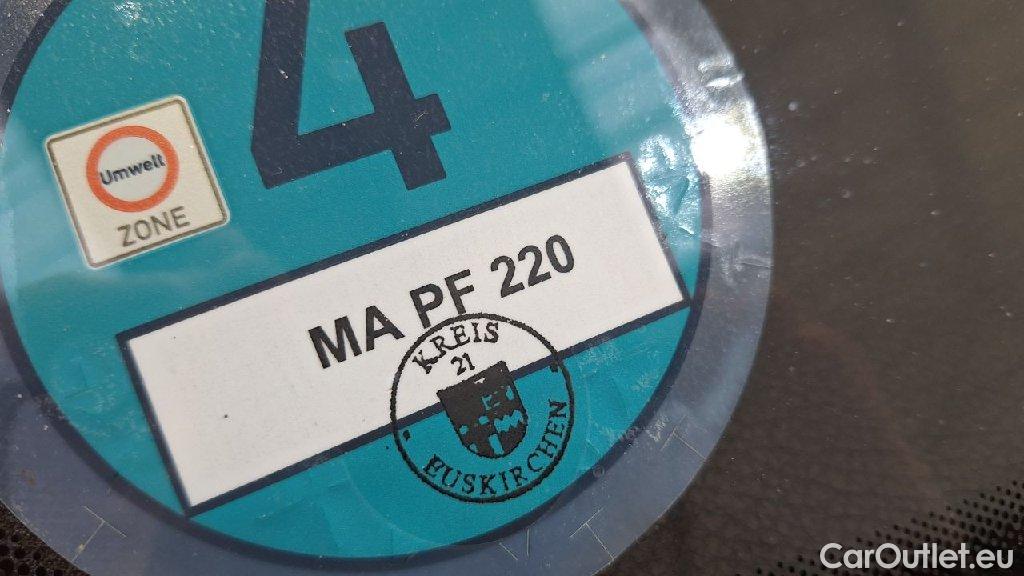 4
Umwelt
ZONE
MA PF 220
KREIS
21
EUSKIRCHEN
CarOutlet.eu